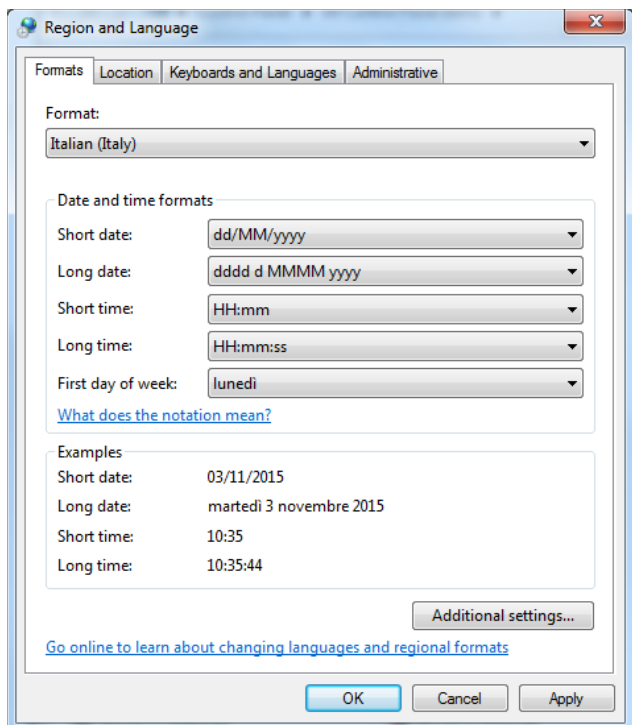 Region and Language
Formats Location Keyboards and Languages Administrative
Format:
Italian (Italy)
Date and time formats
Short date: dd/MM/yyyy
Long date: dddd d MMMM yyyy
Short time: HH:mm
Long time: HH:mm:ss
First day of week: lunedì
What does the notation mean?
Examples
Short date: 03/11/2015
Long date: martedì 3 novembre 2015
Short time: 10:35
Long time: 10:35:44
Additional settings...
Go online to learn about changing languages and regional formats
OK Cancel Apply